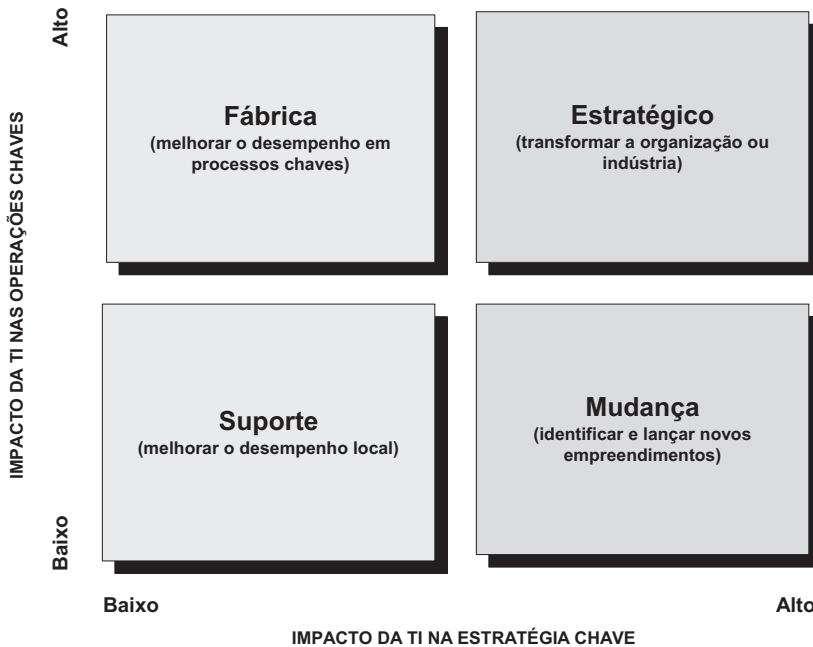 Alto
IMPACTO DA TI NAS OPERAÇÕES CHAVES
Baixo
Fábrica
(melhorar o desempenho em
processos chaves)
Estratégico
(transformar a organização ou
indústria)
Suporte
(melhorar o desempenho local)
Mudança
(identificar e lançar novos
empreendimentos)
Baixo
Alto
IMPACTO DA TI NA ESTRATÉGIA CHAVE